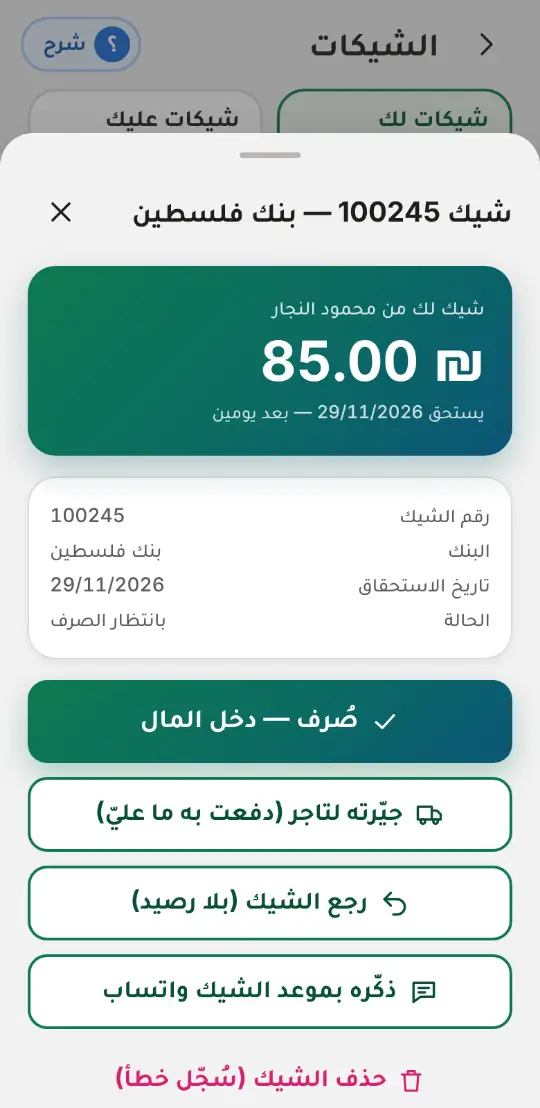 الشيكات
؟ شرح
شيكات لك
شيكات عليك
شيك 100245 — بنك فلسطين
شيك لك من محمود النجار
₪ 85.00
يستحق 29/11/2026 — بعد يومين
رقم الشيك 100245
البنك بنك فلسطين
تاريخ الاستحقاق 29/11/2026
الحالة بانتظار الصرف
صُرف — دخل المال
جيّرته لتاجر (دفعت به ما عليّ)
رجع الشيك (بلا رصيد)
ذكّره بموعد الشيك واتساب
حذف الشيك (سُجّل خطأ)